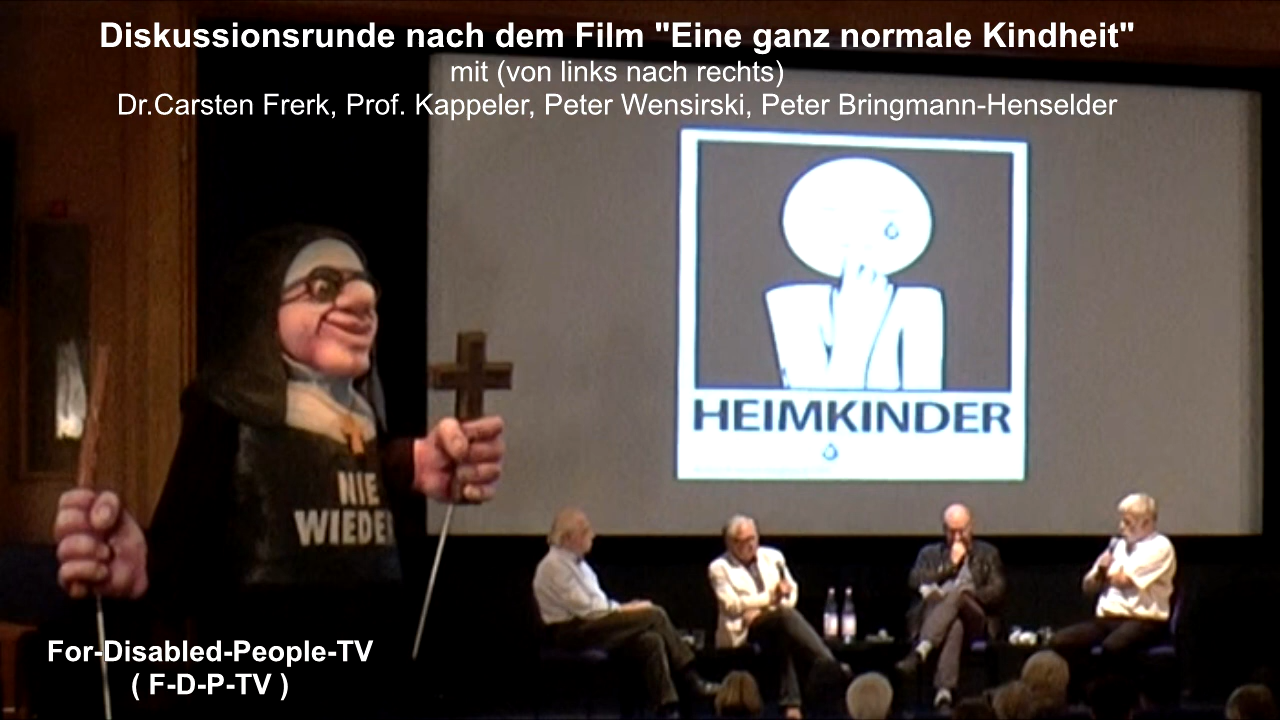 Diskussionsrunde nach dem Film "Eine ganz normale Kindheit"
mit (von links nach rechts)
Dr.Carsten Frerk, Prof. Kappeler, Peter Wensirski, Peter Bringmann-Henselder
HEIMKINDER
NIE
WIEDER
For-Disabled-People-TV
( F-D-P-TV )